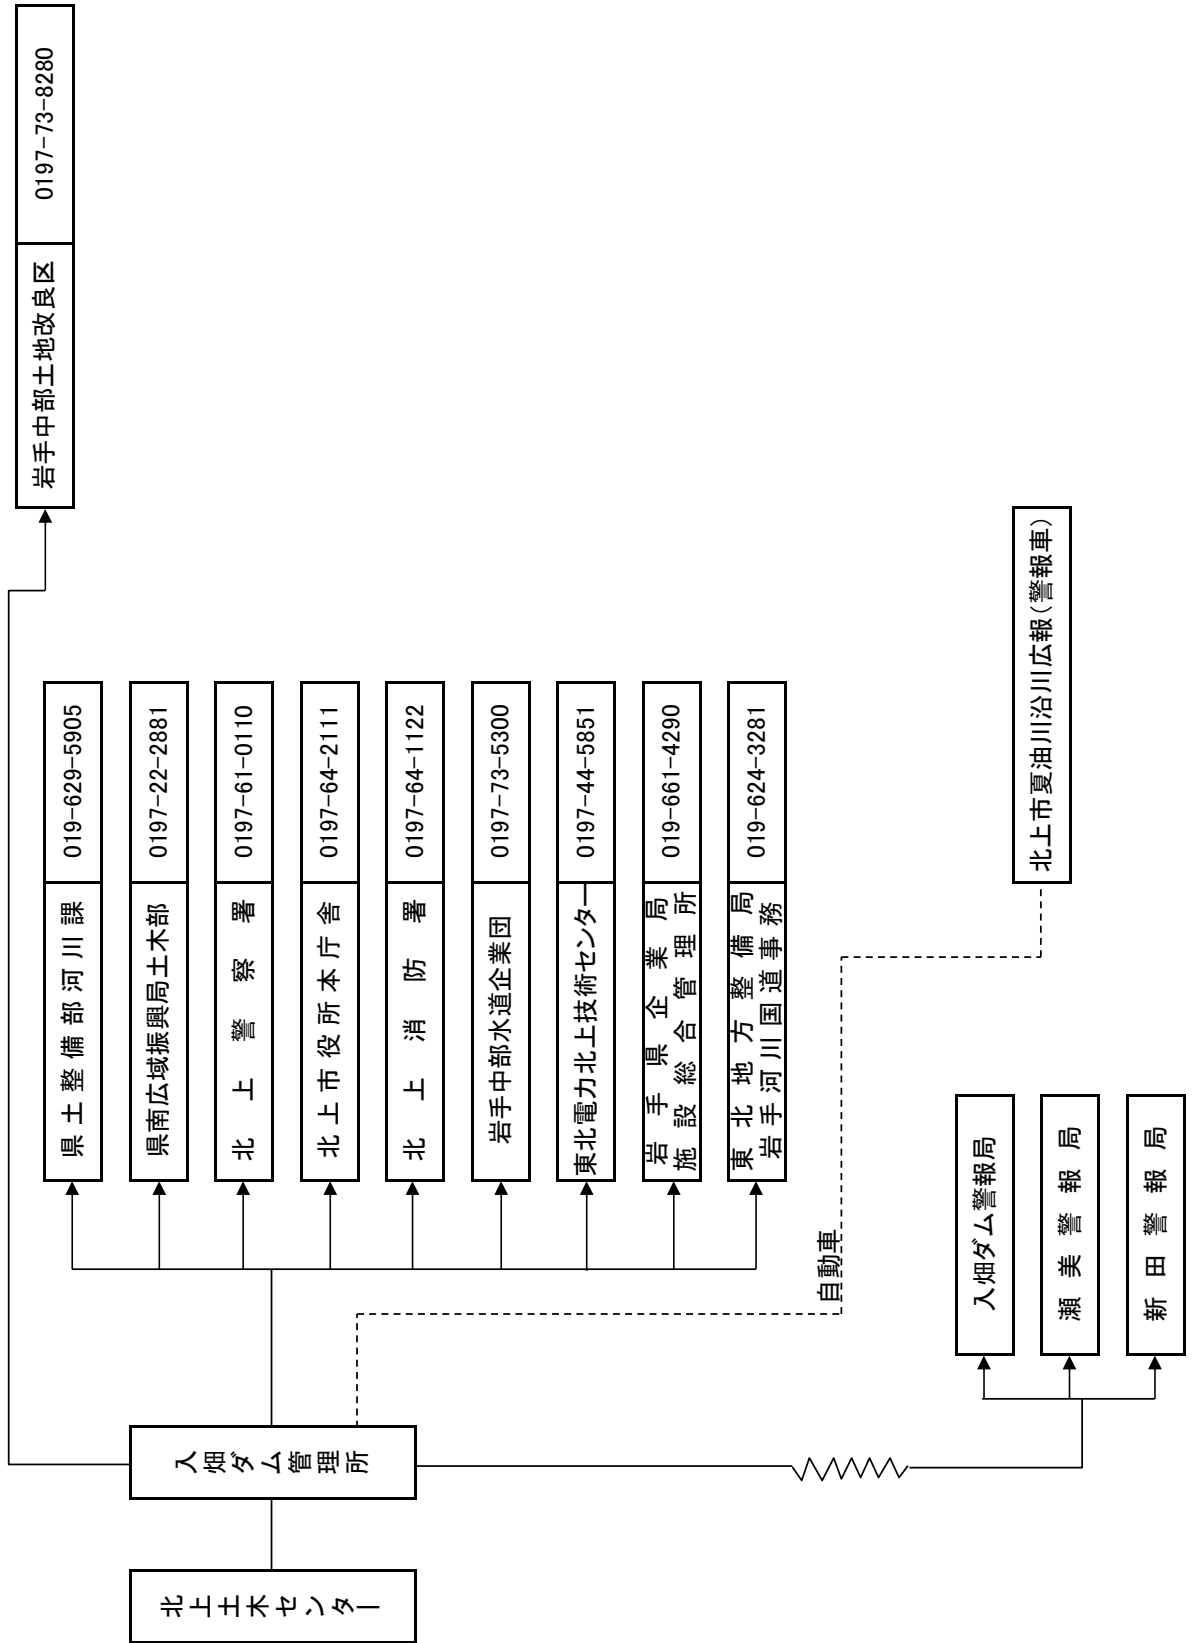 岩手中部土地改良区
0197-73-8280
県土整備部河川課
019-629-5905
県南広域振興局土木部
0197-22-2881
北上警察署
0197-61-0110
北上市役所本庁舎
0197-64-2111
北上消防署
0197-64-1122
岩手中部水道企業団
0197-73-5300
東北電力北上技術センター
0197-44-5851
岩手県企業局
施設総合管理所
019-661-4290
東北地方整備局
岩手河川国道事務
019-624-3281
北上土木センター
入畑ダム管理所
自動車
北上市夏油川沿川広報(警報車)
入畑ダム警報局
瀬美警報局
新田警報局